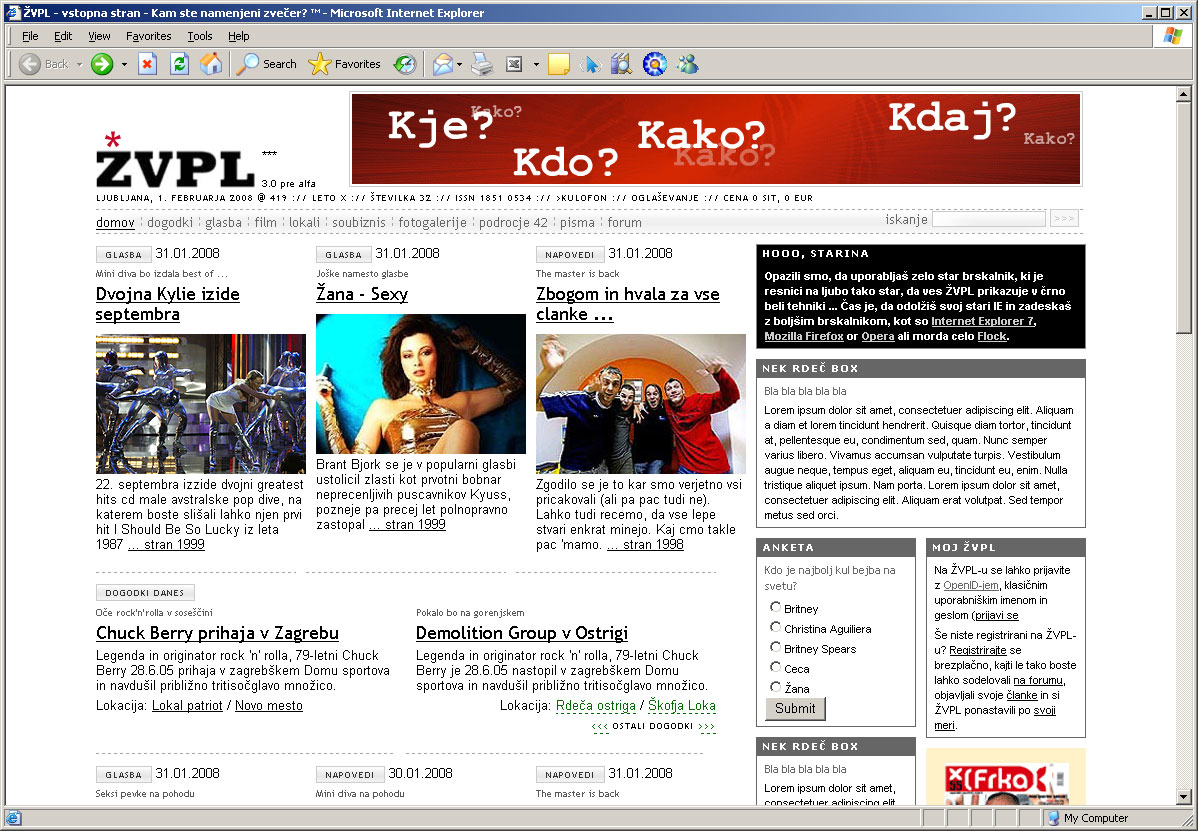 ŽVPL - vstopna stran - Kam ste namenjeni zvečer? ™ - Microsoft Internet Explorer
File Edit View Favorites Tools Help
Back Search Favorites
Kje? Kako? Kdo? Kako? Kako? Kdaj? Kako?
*
ŽVPL ***
3.0 pre alfa
LJUBLJANA, 1. FEBRUARJA 2008 @ 419 :// LETO X :// ŠTEVILKA 32 :// ISSN 1851 0534 :// >KULOFON :// OGLAŠEVANJE :// CENA 0 SIT, 0 EUR
domov ¦ dogodki ¦ glasba ¦ film ¦ lokali ¦ soubiznis ¦ fotogalerije ¦ podrocje 42 ¦ pisma ¦ forum
iskanje >>>
GLASBA 31.01.2008
Mini diva bo izdala best of ...
Dvojna Kylie izide
septembra
22. septembra izzide dvojni greatest
hits cd male avstralske pop dive, na
katerem boste slišali lahko njen prvi
hit I Should Be So Lucky iz leta
1987 ... stran 1999
GLASBA 31.01.2008
Joške namesto glasbe
Žana - Sexy
Brant Bjork se je v popularni glasbi
ustolicil zlasti kot prvotni bobnar
neprecenljivih puscavnikov Kyuss,
pozneje pa precej let polnopravno
zastopal ... stran 1999
NAPOVEDI 31.01.2008
The master is back
Zbogom in hvala za vse
clanke ...
Zgodilo se je to kar smo verjetno vsi
pricakovali (ali pa pac tudi ne).
Lahko tudi recemo, da vse lepe
stvari enkrat minejo. Kaj cmo takle
pac 'mamo. ... stran 1998
HOOO, STARINA
Opazili smo, da uporabljaš zelo star brskalnik, ki je
resnici na ljubo tako star, da ves ŽVPL prikazuje v črno
beli tehniki ... Čas je, da odolžiš svoj stari IE in zadeskaš
z boljšim brskalnikom, kot so Internet Explorer 7,
Mozilla Firefox or Opera ali morda celo Flock.
NEK RDEČ BOX
Bla bla bla bla bla
Lorem ipsum dolor sit amet, consectetuer adipiscing elit. Aliquam
a diam et lorem tincidunt hendrerit. Quisque diam tortor, tincidunt
at, pellentesque eu, condimentum sed, quam. Nunc semper
varius libero. Vivamus accumsan vulputate turpis. Vestibulum
augue neque, tempus eget, aliquam eu, tincidunt eu, enim. Nulla
tristique aliquet ipsum. Nam porta. Lorem ipsum dolor sit amet,
consectetuer adipiscing elit. Aliquam erat volutpat. Sed tempor
metus sed orci.
DOGODKI DANES
Oče rock'n'rolla v soseščini
Chuck Berry prihaja v Zagrebu
Legenda in originator rock 'n' rolla, 79-letni Chuck
Berry 28.6.05 prihaja v zagrebškem Domu sportova
in navdušil približno tritisočglavo množico.
Lokacija: Lokal patriot / Novo mesto
Pokalo bo na gorenjskem
Demolition Group v Ostrigi
Legenda in originator rock 'n' rolla, 79-letni Chuck
Berry je 28.6.05 nastopil v zagrebškem Domu
sportova in navdušil približno tritisočglavo množico.
Lokacija: Rdeča ostriga / Škofja Loka
<<< OSTALI DOGODKI >>>
ANKETA
Kdo je najbolj kul bejba na
svetu?
Britney
Christina Aguiliera
Britney Spears
Ceca
Žana
Submit
MOJ ŽVPL
Na ŽVPL-u se lahko prijavite
z OpenID-jem, klasičnim
uporabniškim imenom in
geslom (prijavi se
Še niste registrirani na ŽVPL-
u? Registrirajte se
brezplačno, kajti le tako boste
lahko sodelovali na forumu,
objavljali svoje članke in si
ŽVPL ponastavili po svoji
meri.
GLASBA 31.01.2008
Seksi pevke na pohodu
NAPOVEDI 30.01.2008
Mini diva na pohodu
NAPOVEDI 31.01.2008
The master is back
NEK RDEČ BOX
Bla bla bla bla bla
Lorem ipsum dolor sit amet,
consectetuer adipiscing elit.
Frko
My Computer